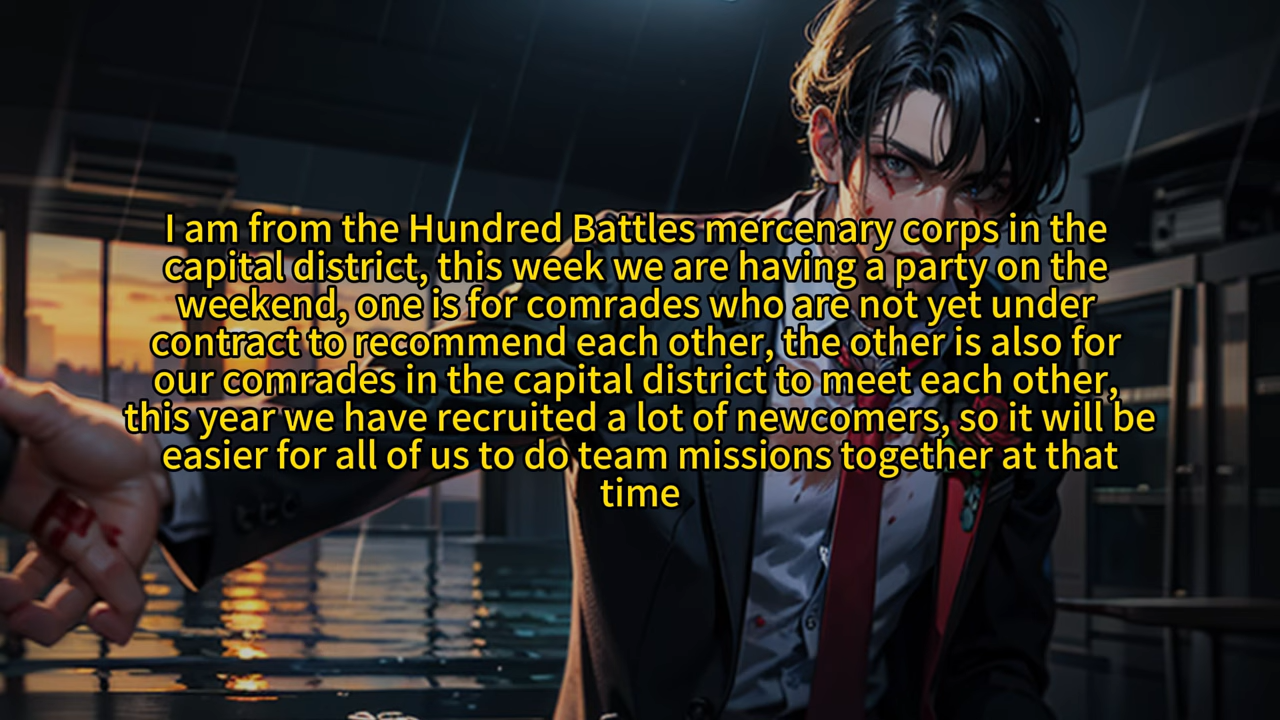 I am from the Hundred Battles mercenary corps in the
capital district, this week we are having a party on the
weekend, one is for comrades who are not yet under
contract to recommend each other, the other is also for
our comrades in the capital district to meet each other,
this year we have recruited a lot of newcomers, so it will be
easier for all of us to do team missions together at that
time